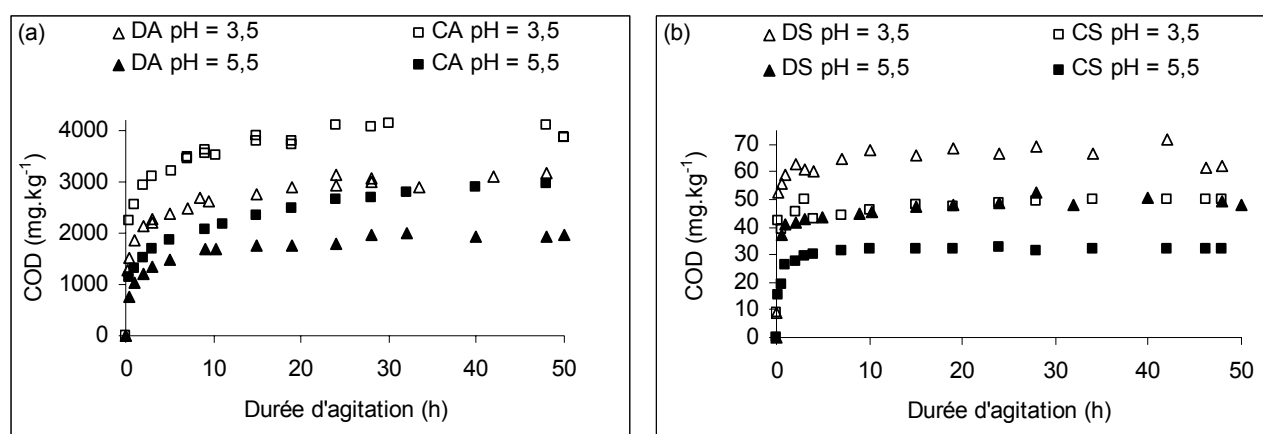 (a)
DA pH = 3,5
CA pH = 3,5
DA pH = 5,5
CA pH = 5,5
COD (mg.kg-1)
4000
3000
2000
1000
0
0 10 20 30 40 50
Durée d'agitation (h)
(b)
DS pH = 3,5
CS pH = 3,5
DS pH = 5,5
CS pH = 5,5
COD (mg.kg-1)
70
60
50
40
30
20
10
0
0 10 20 30 40 50
Durée d'agitation (h)